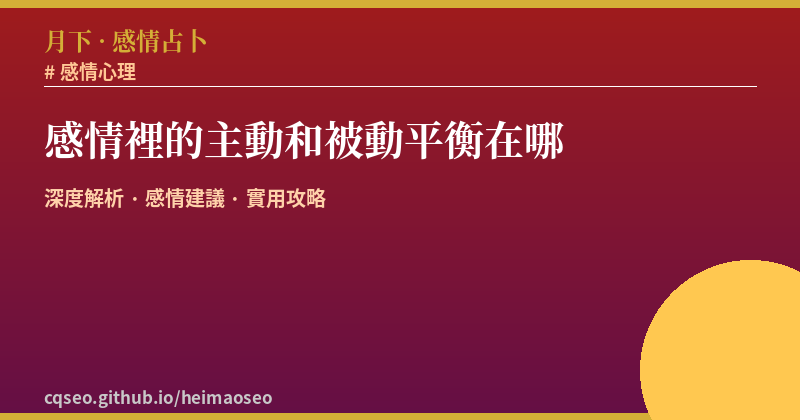 月下 · 感情占卜
# 感情心理
感情裡的主動和被動平衡在哪
深度解析 · 感情建議 · 實用攻略
cqseo.github.io/heimaoseo